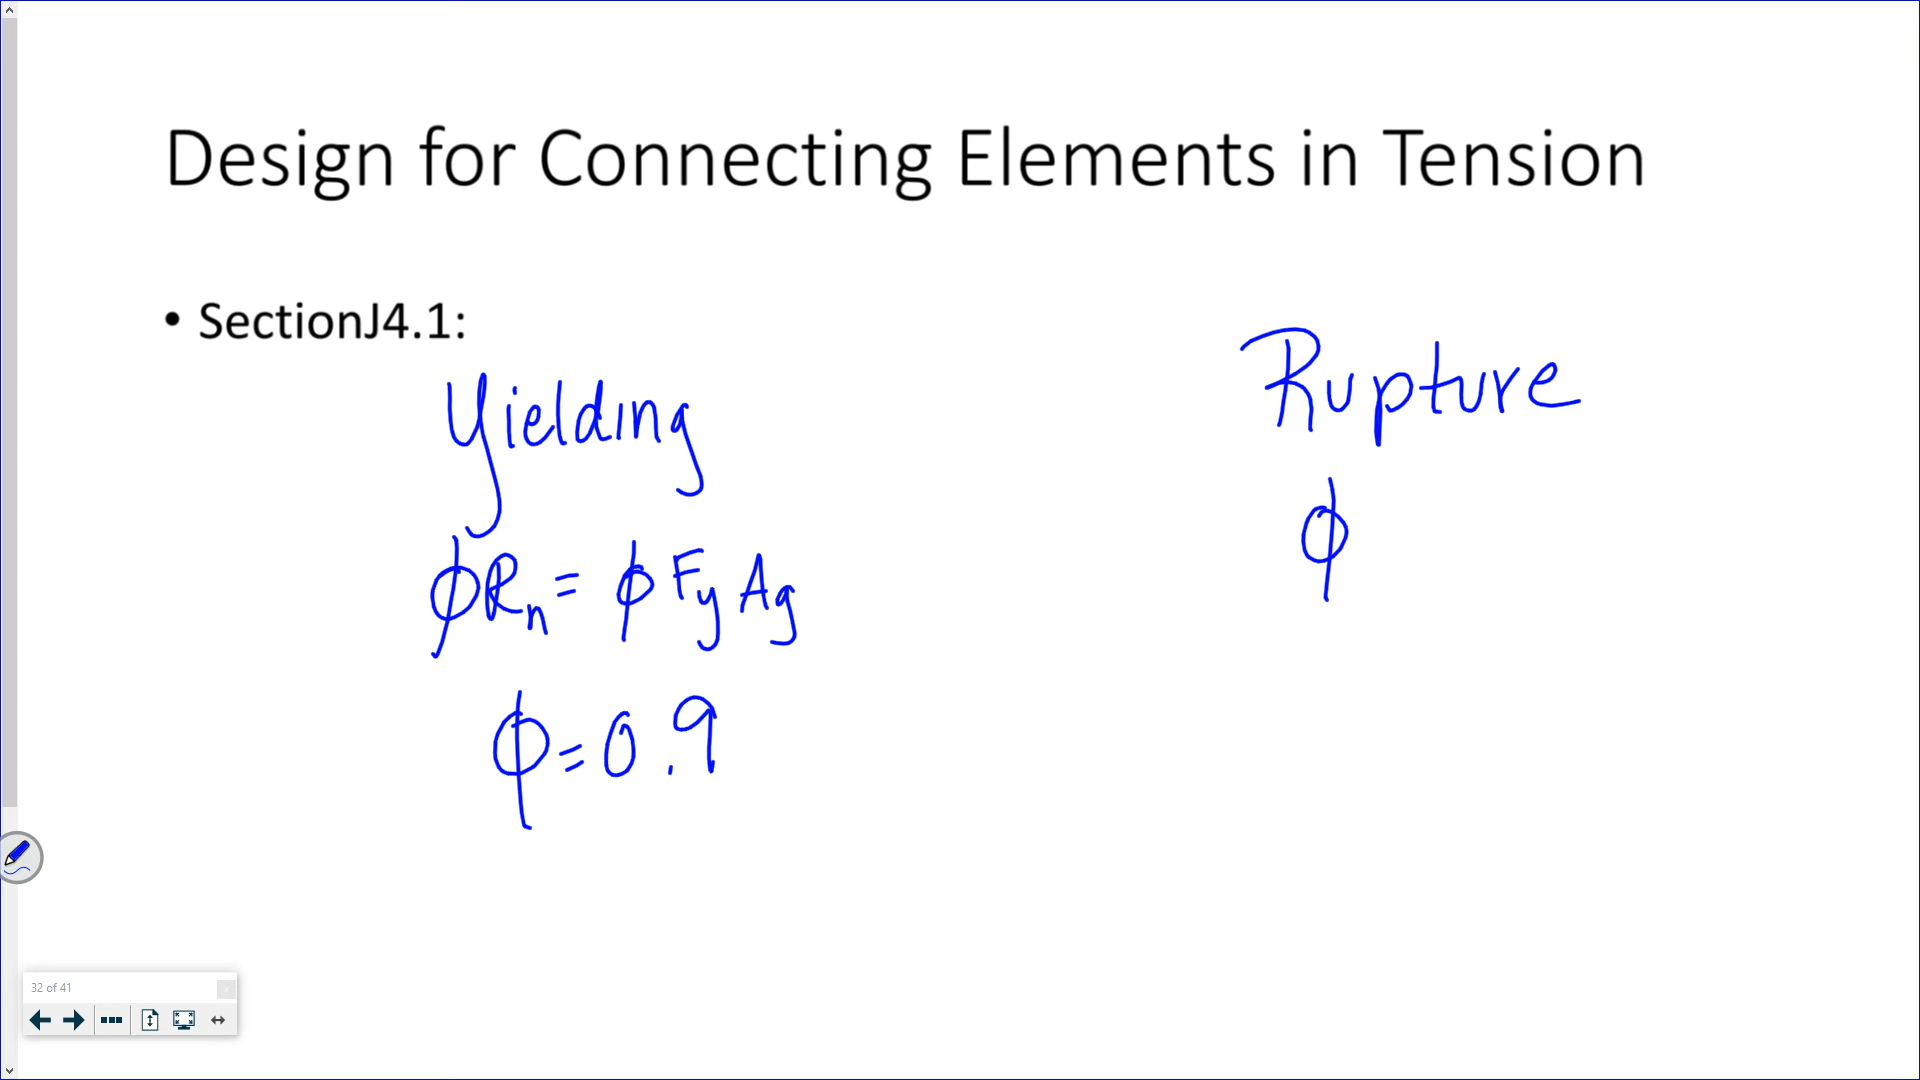 Design for Connecting Elements in Tension
• SectionJ4.1:
Yielding
ϕRn = ϕ Fy Ag
ϕ = 0.9
Rupture
ϕ
32 of 41